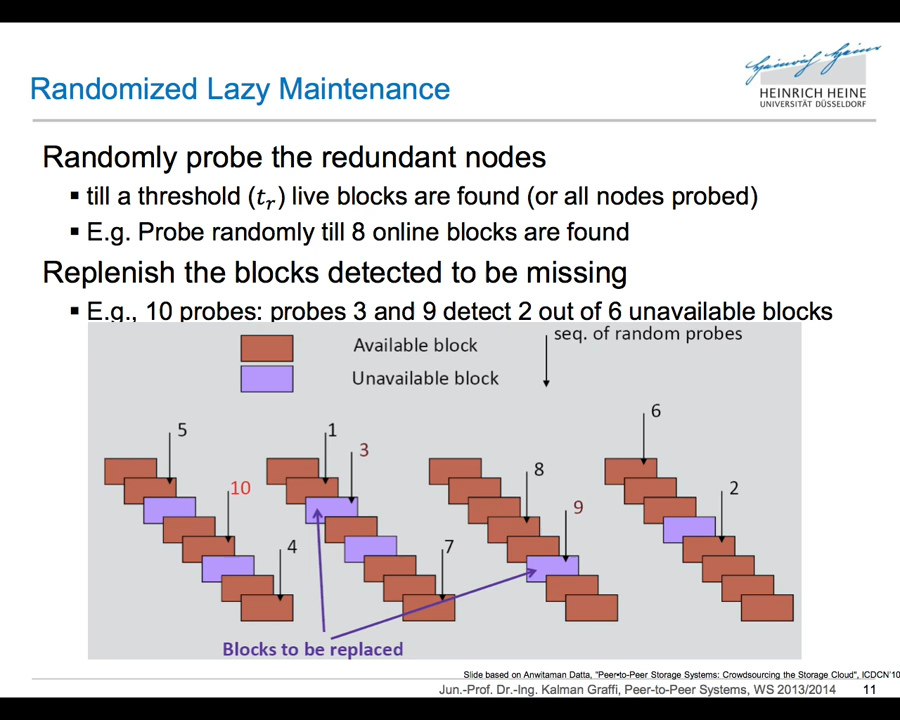 Heinrich Heine
HEINRICH HEINE
UNIVERSITÄT DÜSSELDORF
Randomized Lazy Maintenance
Randomly probe the redundant nodes
▪ till a threshold (tᵣ) live blocks are found (or all nodes probed)
▪ E.g. Probe randomly till 8 online blocks are found
Replenish the blocks detected to be missing
▪ E.g., 10 probes: probes 3 and 9 detect 2 out of 6 unavailable blocks
Available block
seq. of random probes
Unavailable block
5
1
3
6
10
8
9
2
4
7
Blocks to be replaced
Slide based on Anwitaman Datta, "Peer-to-Peer Storage Systems: Crowdsourcing the Storage Cloud", ICDCN'10
Jun.-Prof. Dr.-Ing. Kalman Graffi, Peer-to-Peer Systems, WS 2013/2014
11